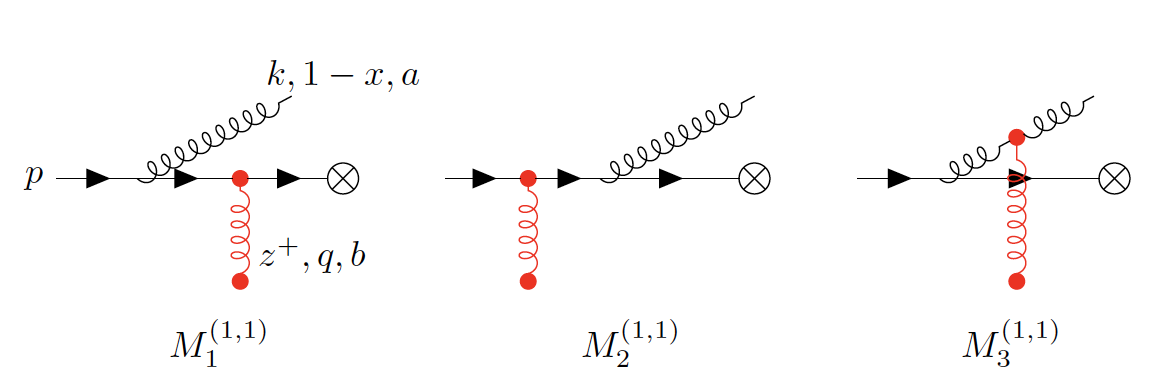 k, 1 − x, a
p
z⁺, q, b
M₁⁽¹,¹⁾ M₂⁽¹,¹⁾ M₃⁽¹,¹⁾